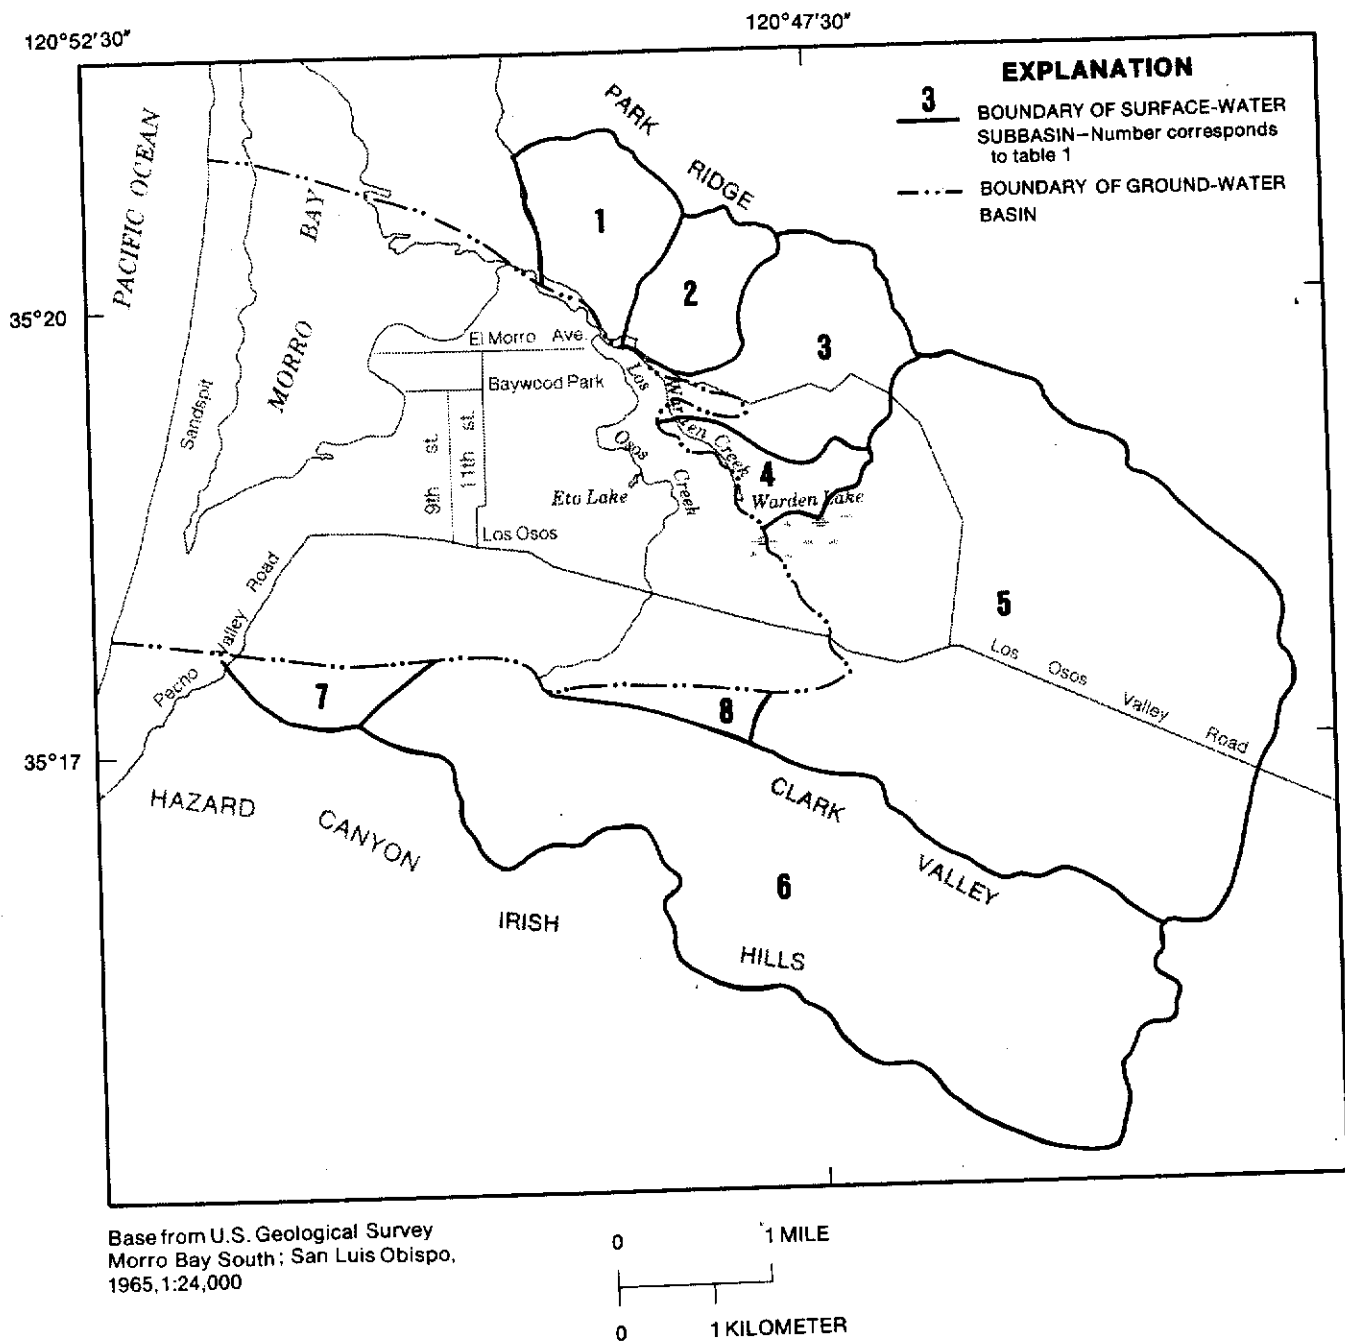 120°52'30"
120°47'30"
EXPLANATION
3
BOUNDARY OF SURFACE-WATER
SUBBASIN—Number corresponds
to table 1
BOUNDARY OF GROUND-WATER
BASIN
PARK
RIDGE
PACIFIC OCEAN
MORRO
BAY
Sandspit
1
2
3
35°20
El Morro Ave.
Baywood Park
9th st.
11th st.
Los
Osos
Creek
Warden Creek
4
Eto Lake
Warden Lake
Los Osos
Pecho Valley Road
5
Los Osos Valley Road
7
8
35°17
HAZARD
CANYON
CLARK
VALLEY
6
IRISH
HILLS
Base from U.S. Geological Survey
Morro Bay South; San Luis Obispo,
1965, 1:24,000
0 1 MILE
0 1 KILOMETER